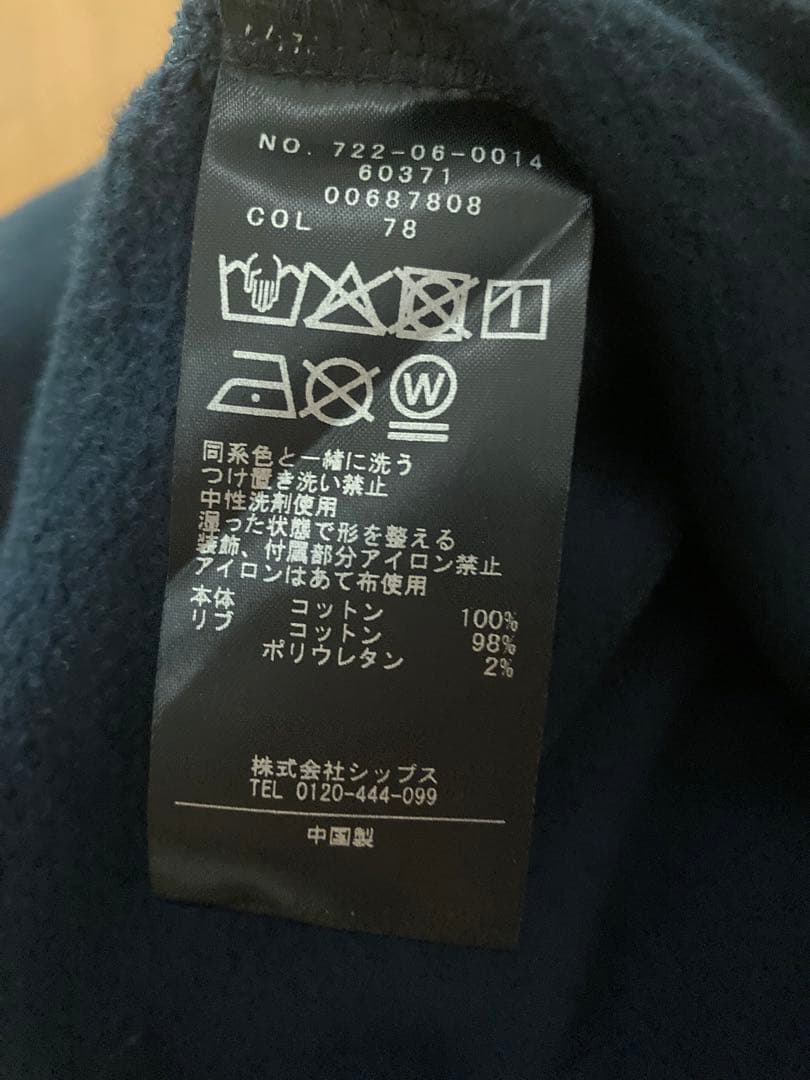 NO. 722-06-0014
60371
00687808
COL 78
W
同系色と一緒に洗う
つけ置き洗い禁止
中性洗剤使用
湿った状態で形を整える
装飾、付属部分アイロン禁止
アイロンはあて布使用
本体 コットン 100%
リブ コットン 98%
ポリウレタン 2%
株式会社シップス
TEL 0120-444-099
中国製